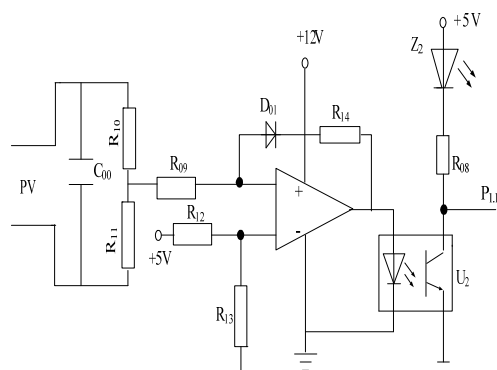 +5V
Z2
+12V
D01
R14
R10
C00
R09
R08
PV
P1.1
+
R11
R12
-
+5V
U2
R13